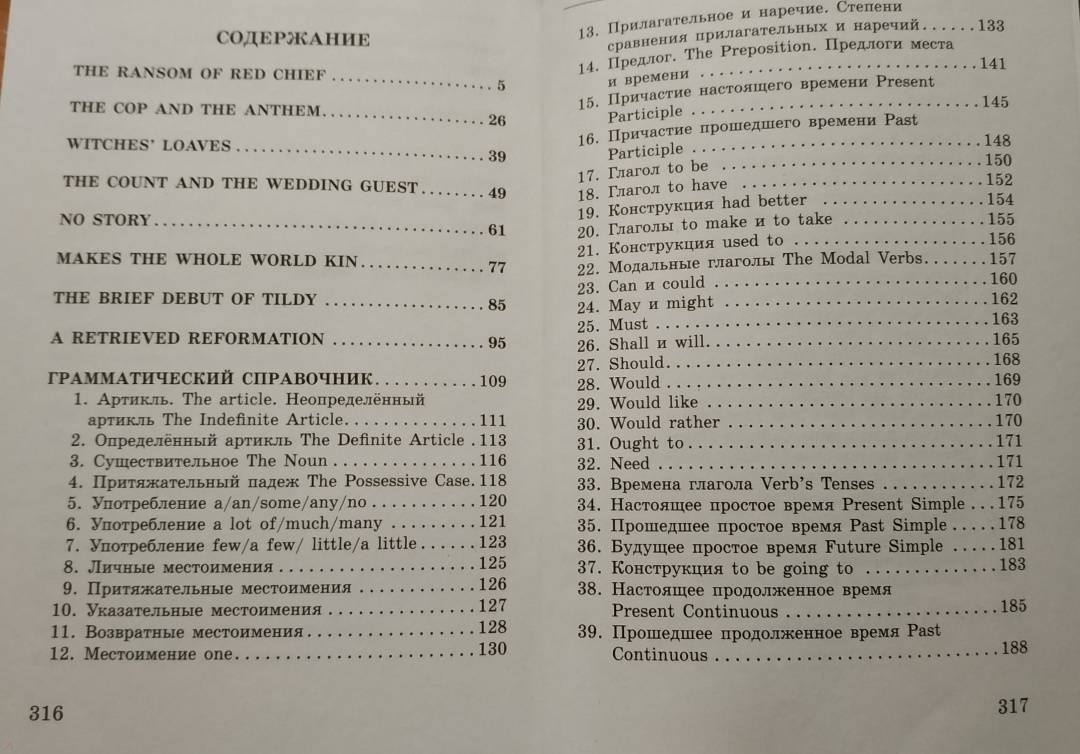 СОДЕРЖАНИЕ
THE RANSOM OF RED CHIEF ..................... 5
THE COP AND THE ANTHEM..................... 26
WITCHES' LOAVES ............................... 39
THE COUNT AND THE WEDDING GUEST ....... 49
NO STORY ........................................ 61
MAKES THE WHOLE WORLD KIN................ 77
THE BRIEF DEBUT OF TILDY .................... 85
A RETRIEVED REFORMATION ................... 95
ГРАММАТИЧЕСКИЙ СПРАВОЧНИК............ 109
1. Артикль. The article. Неопределённый
артикль The Indefinite Article............... 111
2. Определённый артикль The Definite Article . 113
3. Существительное The Noun ................ 116
4. Притяжательный падеж The Possessive Case. 118
5. Употребление a/an/some/any/no ............ 120
6. Употребление a lot of/much/many ......... 121
7. Употребление few/a few/ little/a little ...... 123
8. Личные местоимения ....................... 125
9. Притяжательные местоимения ............. 126
10. Указательные местоимения ................ 127
11. Возвратные местоимения ................... 128
12. Местоимение one............................ 130
316
13. Прилагательное и наречие. Степени
сравнения прилагательных и наречий...... 133
14. Предлог. The Preposition. Предлоги места
и времени .................................. 141
15. Причастие настоящего времени Present
Participle ................................... 145
16. Причастие прошедшего времени Past
Participle ................................... 148
17. Глагол to be ................................ 150
18. Глагол to have ............................. 152
19. Конструкция had better .................... 154
20. Глаголы to make и to take ................. 155
21. Конструкция used to ....................... 156
22. Модальные глаголы The Modal Verbs....... 157
23. Can и could ................................. 160
24. May и might ................................ 162
25. Must ........................................ 163
26. Shall и will................................. 165
27. Should...................................... 168
28. Would ...................................... 169
29. Would like .................................. 170
30. Would rather ............................... 170
31. Ought to.................................... 171
32. Need ........................................ 171
33. Времена глагола Verb's Tenses ............ 172
34. Настоящее простое время Present Simple ... 175
35. Прошедшее простое время Past Simple ..... 178
36. Будущее простое время Future Simple ..... 181
37. Конструкция to be going to ............... 183
38. Настоящее продолженное время
Present Continuous ......................... 185
39. Прошедшее продолженное время Past
Continuous .................................. 188
317